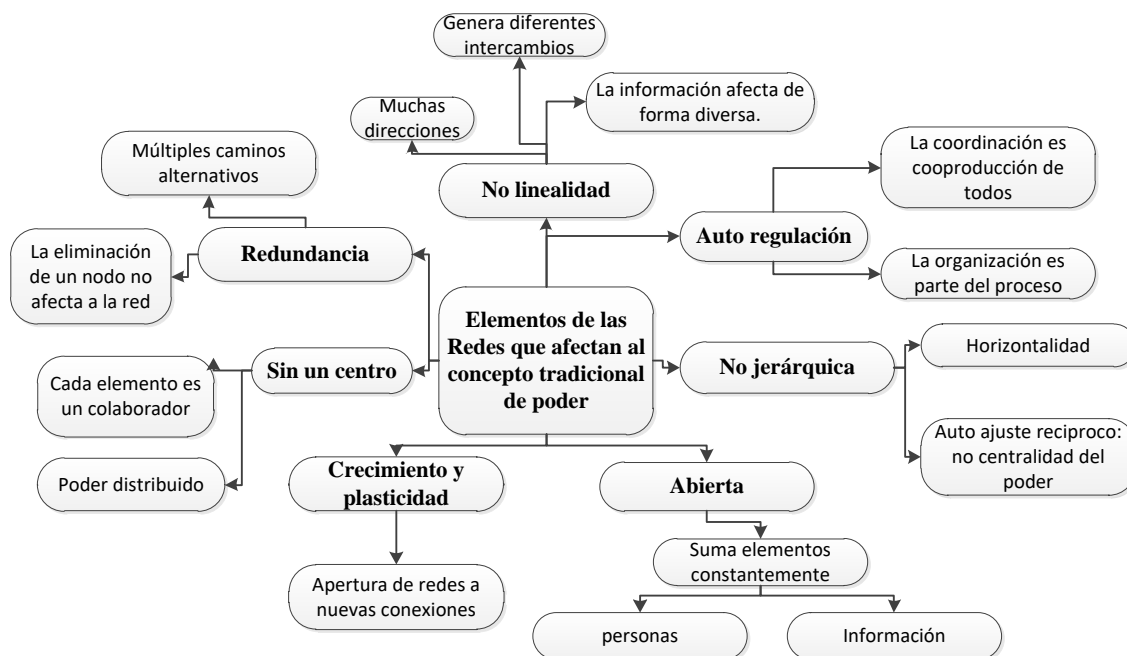 Genera diferentes
intercambios
La información afecta de
forma diversa.
Muchas
direcciones
No linealidad
Múltiples caminos
alternativos
La coordinación es
cooproducción de
todos
Redundancia
Auto regulación
La eliminación
de un nodo no
afecta a la red
La organización es
parte del proceso
Elementos de las
Redes que afectan al
concepto tradicional
de poder
Sin un centro
No jerárquica
Horizontalidad
Cada elemento es
un colaborador
Auto ajuste reciproco:
no centralidad del
poder
Poder distribuido
Crecimiento y
plasticidad
Abierta
Apertura de redes a
nuevas conexiones
Suma elementos
constantemente
personas
Información